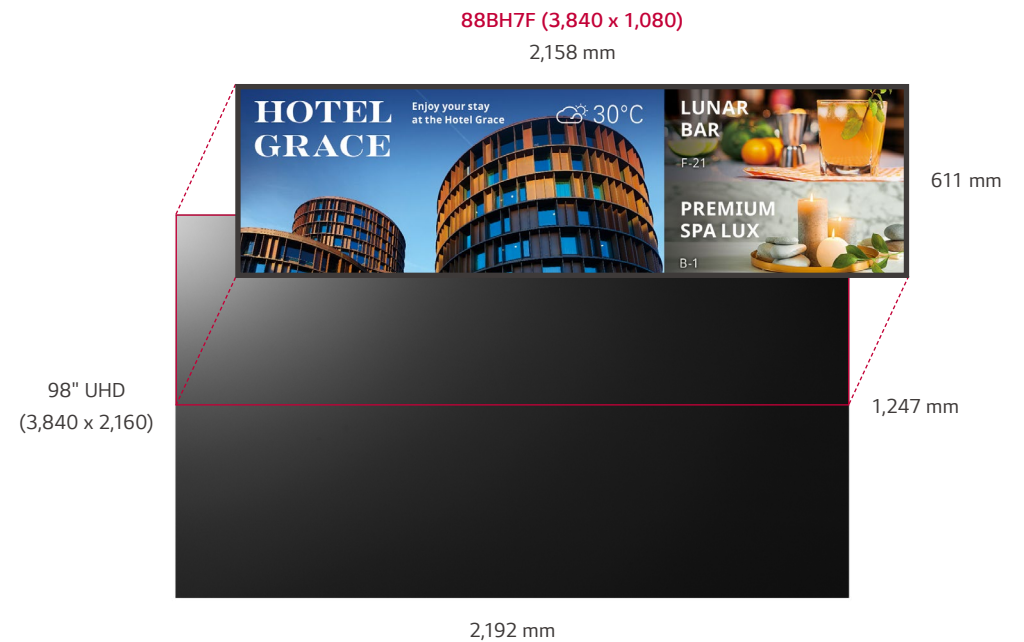 88BH7F (3,840 x 1,080)
2,158 mm
HOTEL
GRACE
Enjoy your stay
at the Hotel Grace
30°C
LUNAR
BAR
F-21
PREMIUM
SPA LUX
B-1
611 mm
98" UHD
(3,840 x 2,160)
1,247 mm
2,192 mm